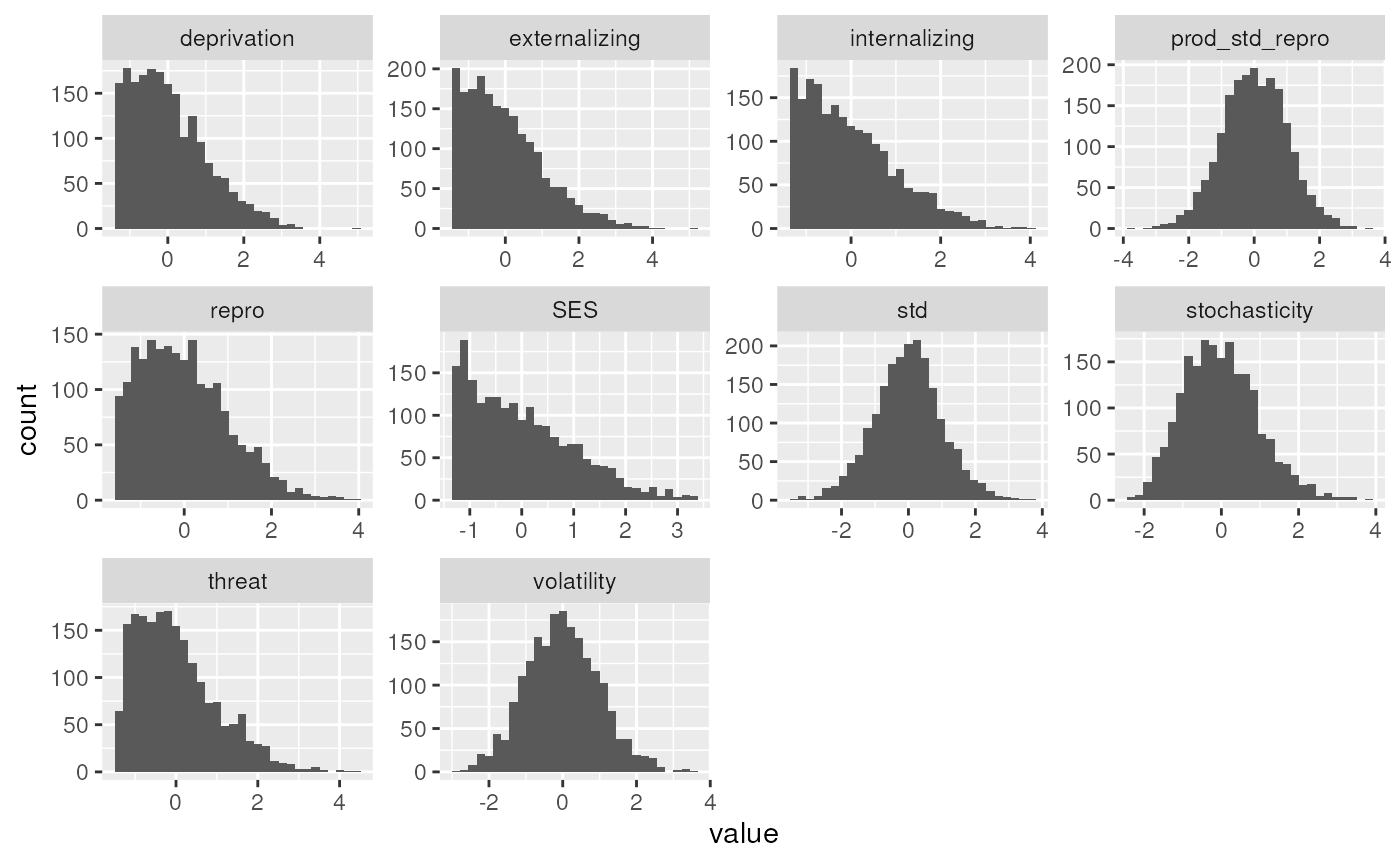 deprivation externalizing internalizing prod_std_repro
200 200
150 150 150 150
100 100 100 100
50 50 50 50
0 0 0 0
0 2 4 0 2 4 0 2 4 -4 -2 0 2 4
repro SES std stochasticity
150 200
150 150 150
100 100 100 100
50 50 50 50
0 0 0 0
0 2 4 -1 0 1 2 3 -2 0 2 4 -2 0 2 4
threat volatility
150 150
100 100
50 50
0 0
0 2 4 -2 0 2 4
count
value